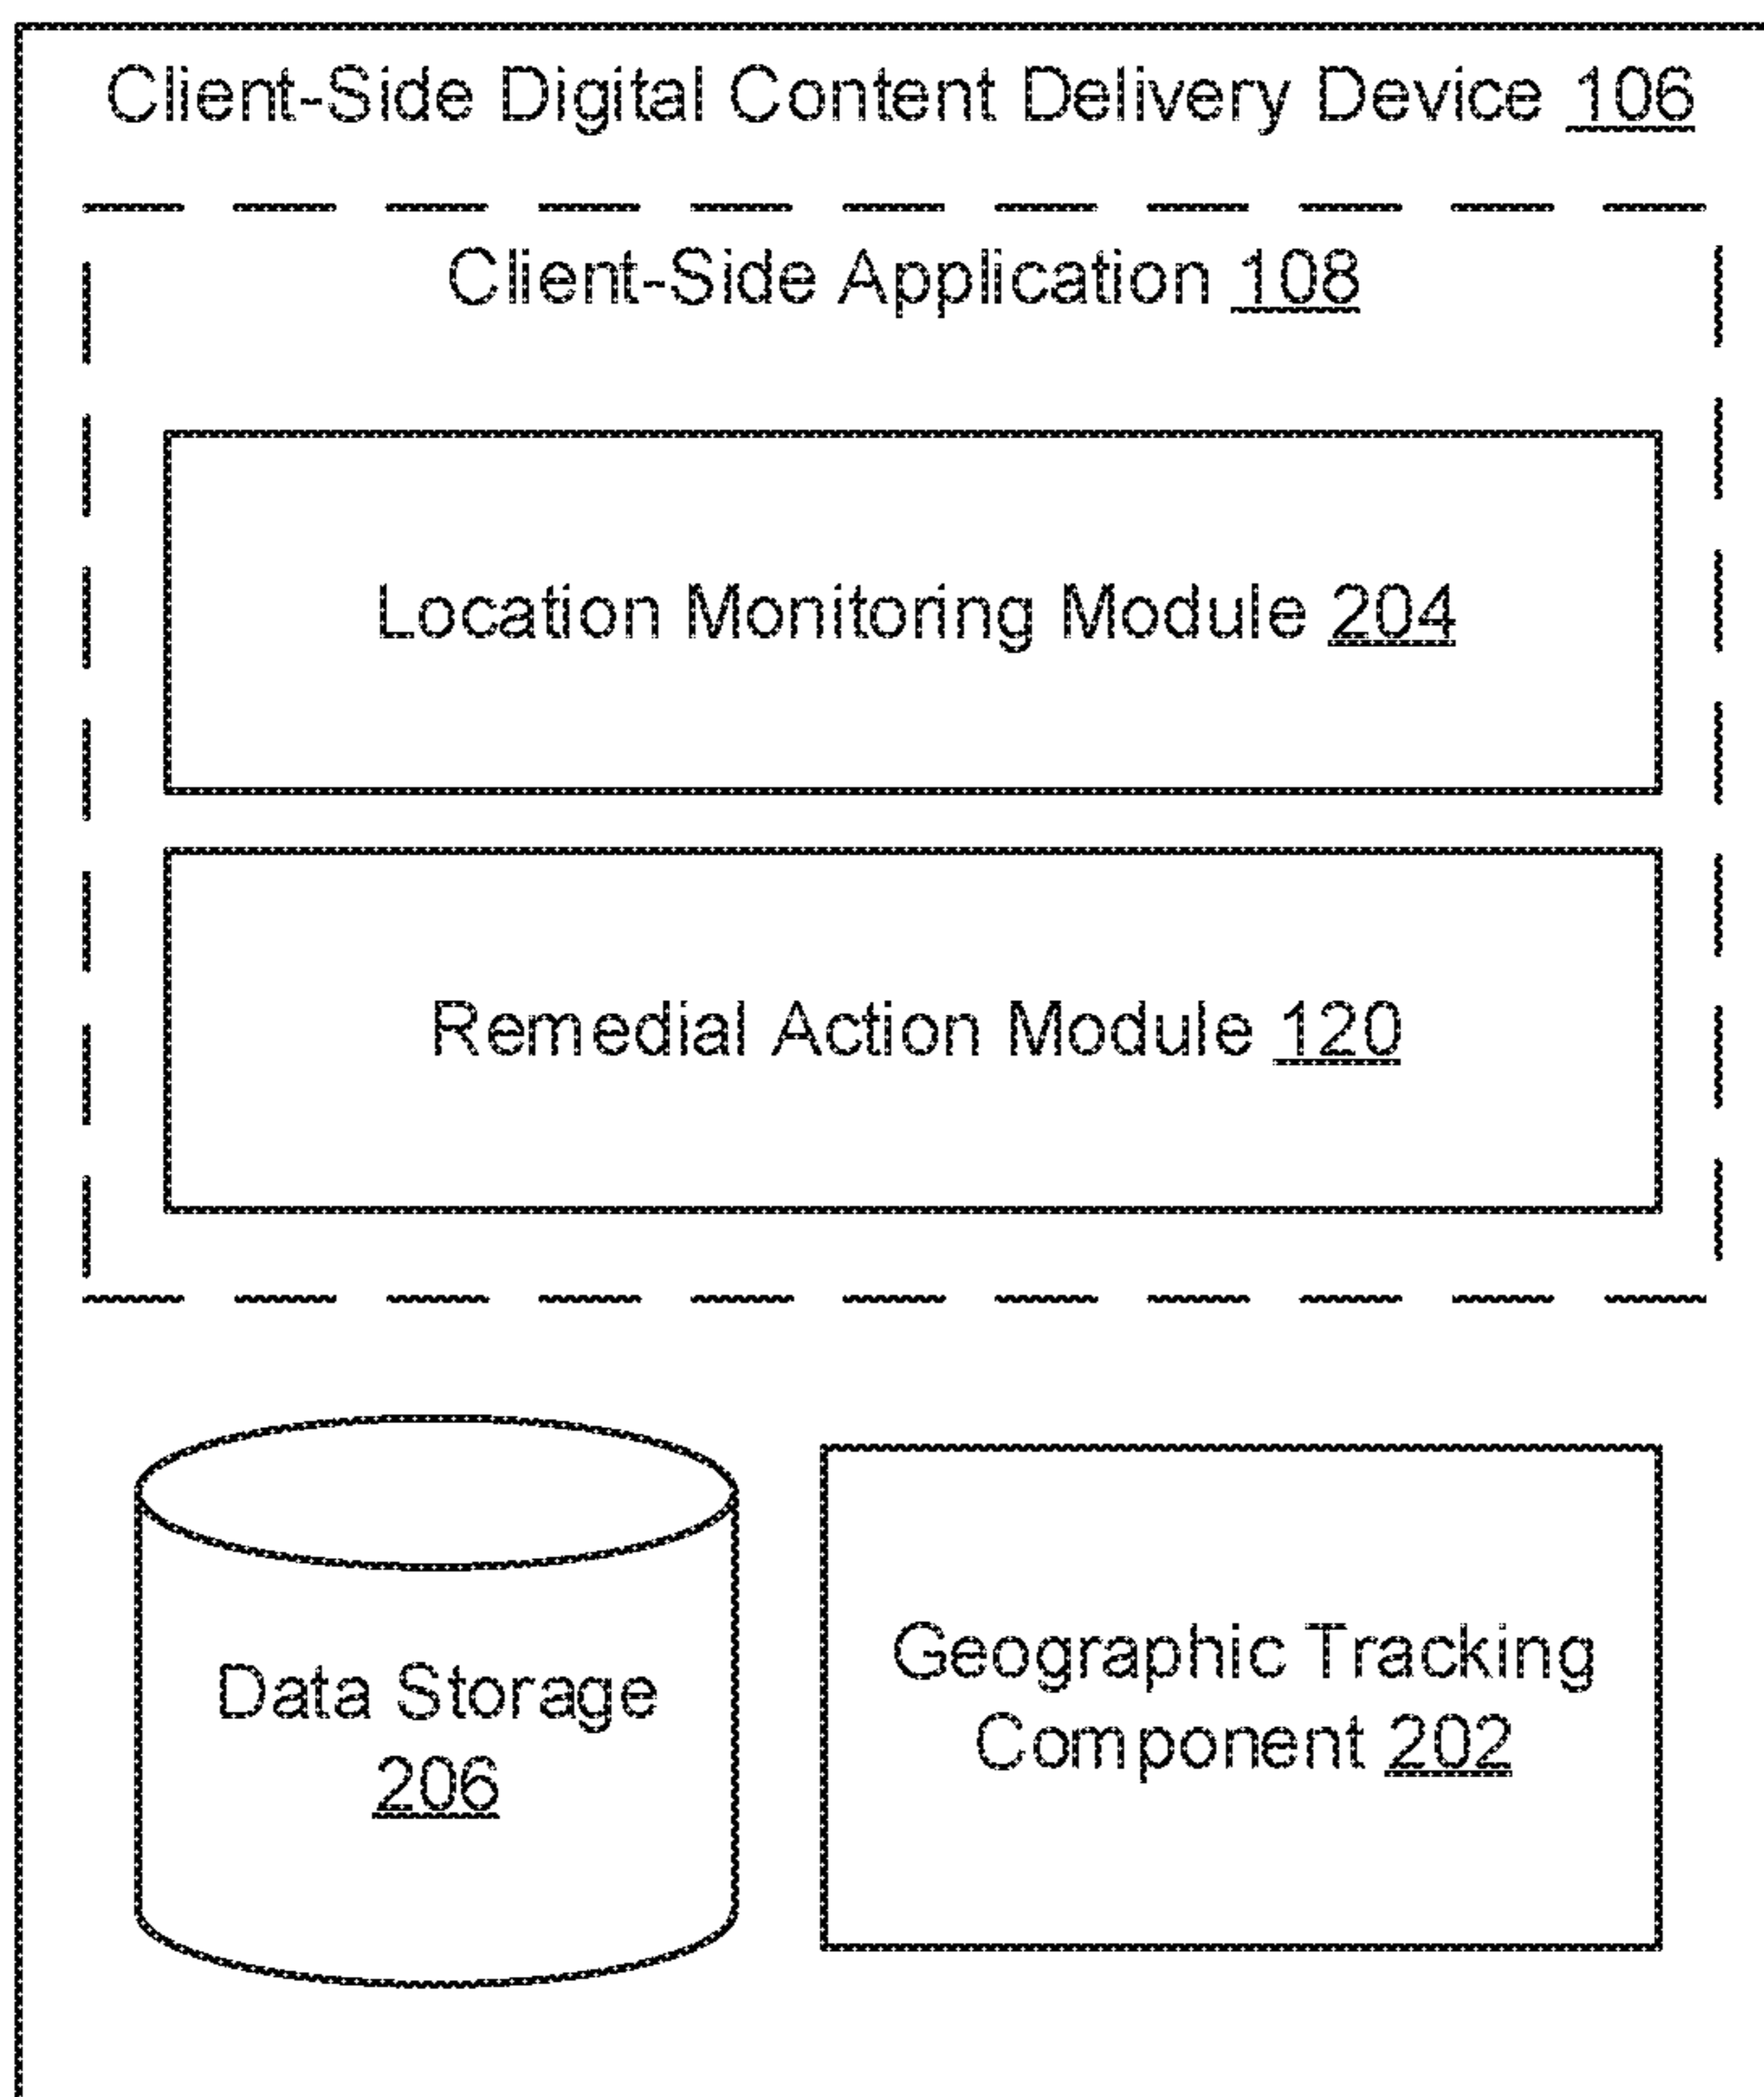 Client-Side Digital Content Delivery Device 106
Client-Side Application 108
Location Monitoring Module 204
Remedial Action Module 120
Data Storage
206
Geographic Tracking
Component 202